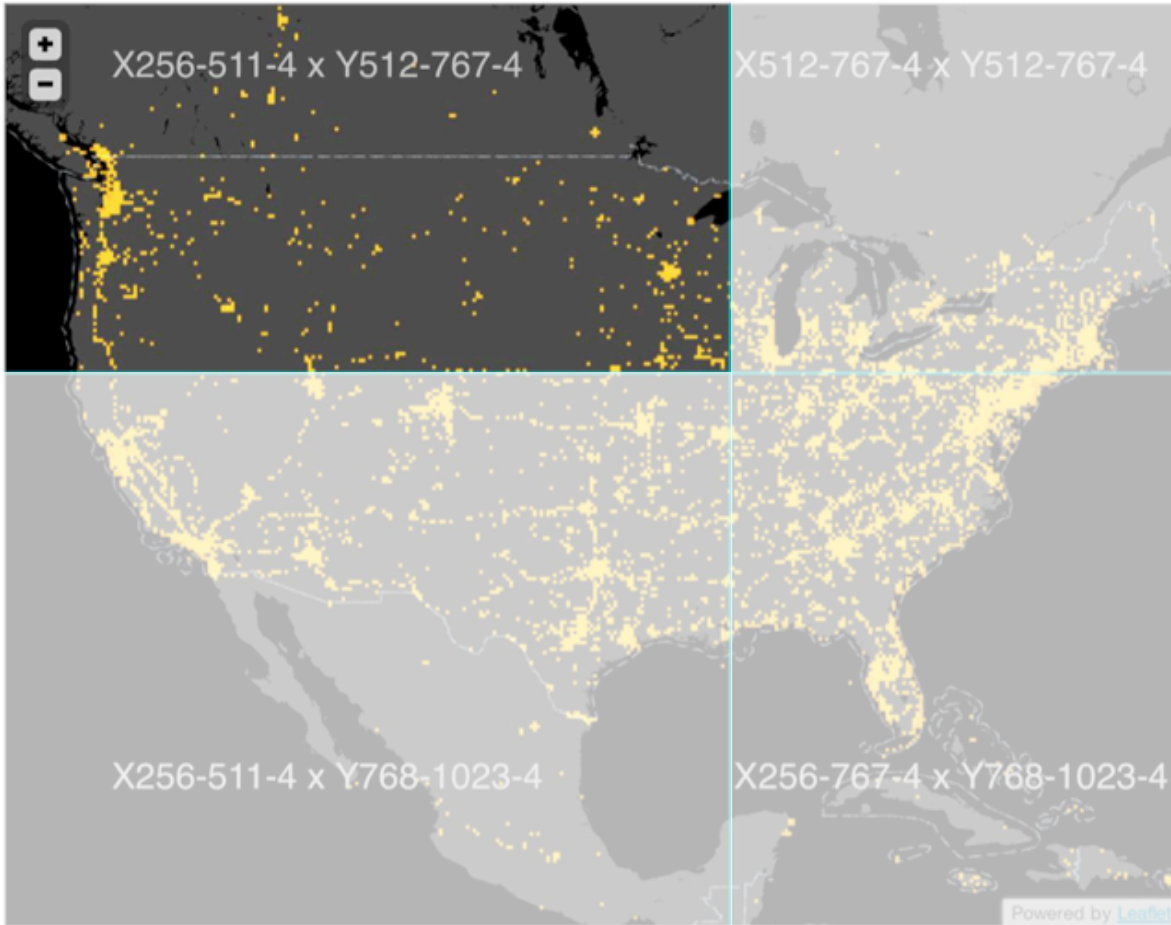 +
X256-511-4 x Y512-767-4
X512-767-4 x Y512-767-4
−
X256-511-4 x Y768-1023-4
X256-767-4 x Y768-1023-4
Powered by Leaflet